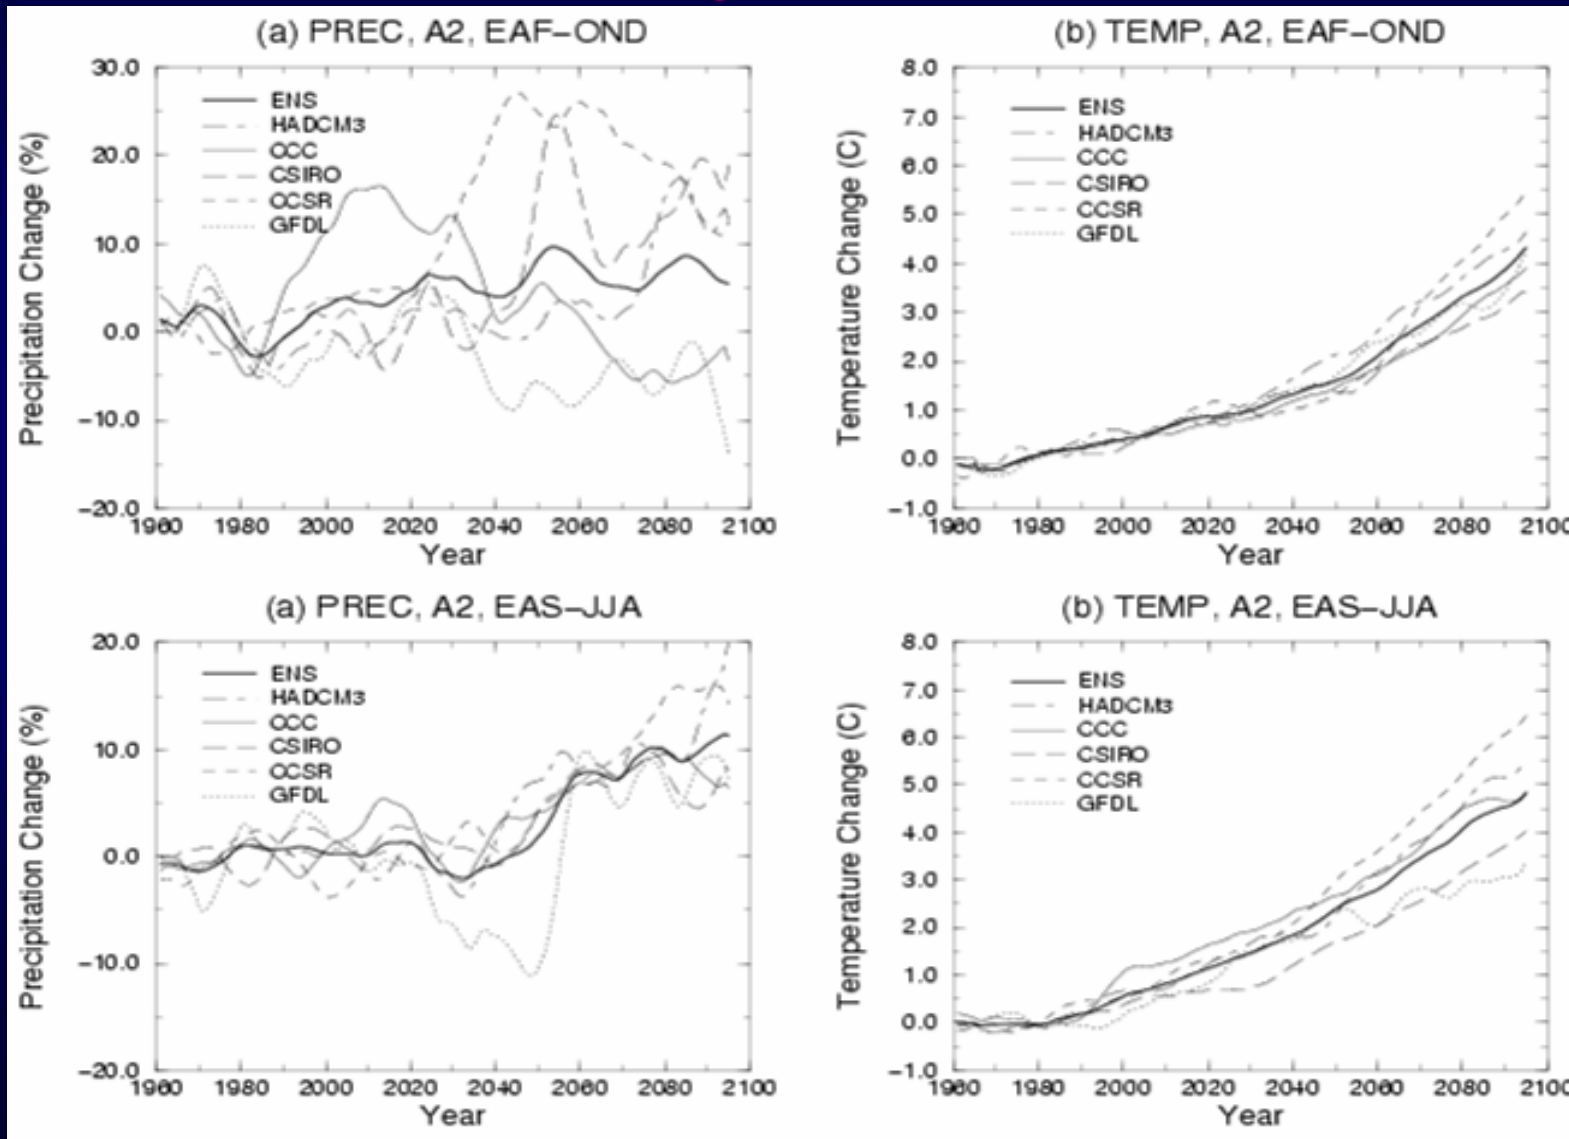 (a) PREC, A2, EAF-OND
Precipitation Change (%)
30.0
20.0
10.0
0.0
-10.0
-20.0
ENS
HADCM3
CCC
CSIRO
CCSR
GFDL
1960 1980 2000 2020 2040 2060 2080 2100
Year
(b) TEMP, A2, EAF-OND
Temperature Change (C)
8.0
7.0
6.0
5.0
4.0
3.0
2.0
1.0
0.0
-1.0
ENS
HADCM3
CCC
CSIRO
CCSR
GFDL
1960 1980 2000 2020 2040 2060 2080 2100
Year
(a) PREC, A2, EAS-JJA
Precipitation Change (%)
20.0
10.0
0.0
-10.0
-20.0
ENS
HADCM3
CCC
CSIRO
CCSR
GFDL
1960 1980 2000 2020 2040 2060 2080 2100
Year
(b) TEMP, A2, EAS-JJA
Temperature Change (C)
8.0
7.0
6.0
5.0
4.0
3.0
2.0
1.0
0.0
-1.0
ENS
HADCM3
CCC
CSIRO
CCSR
GFDL
1960 1980 2000 2020 2040 2060 2080 2100
Year